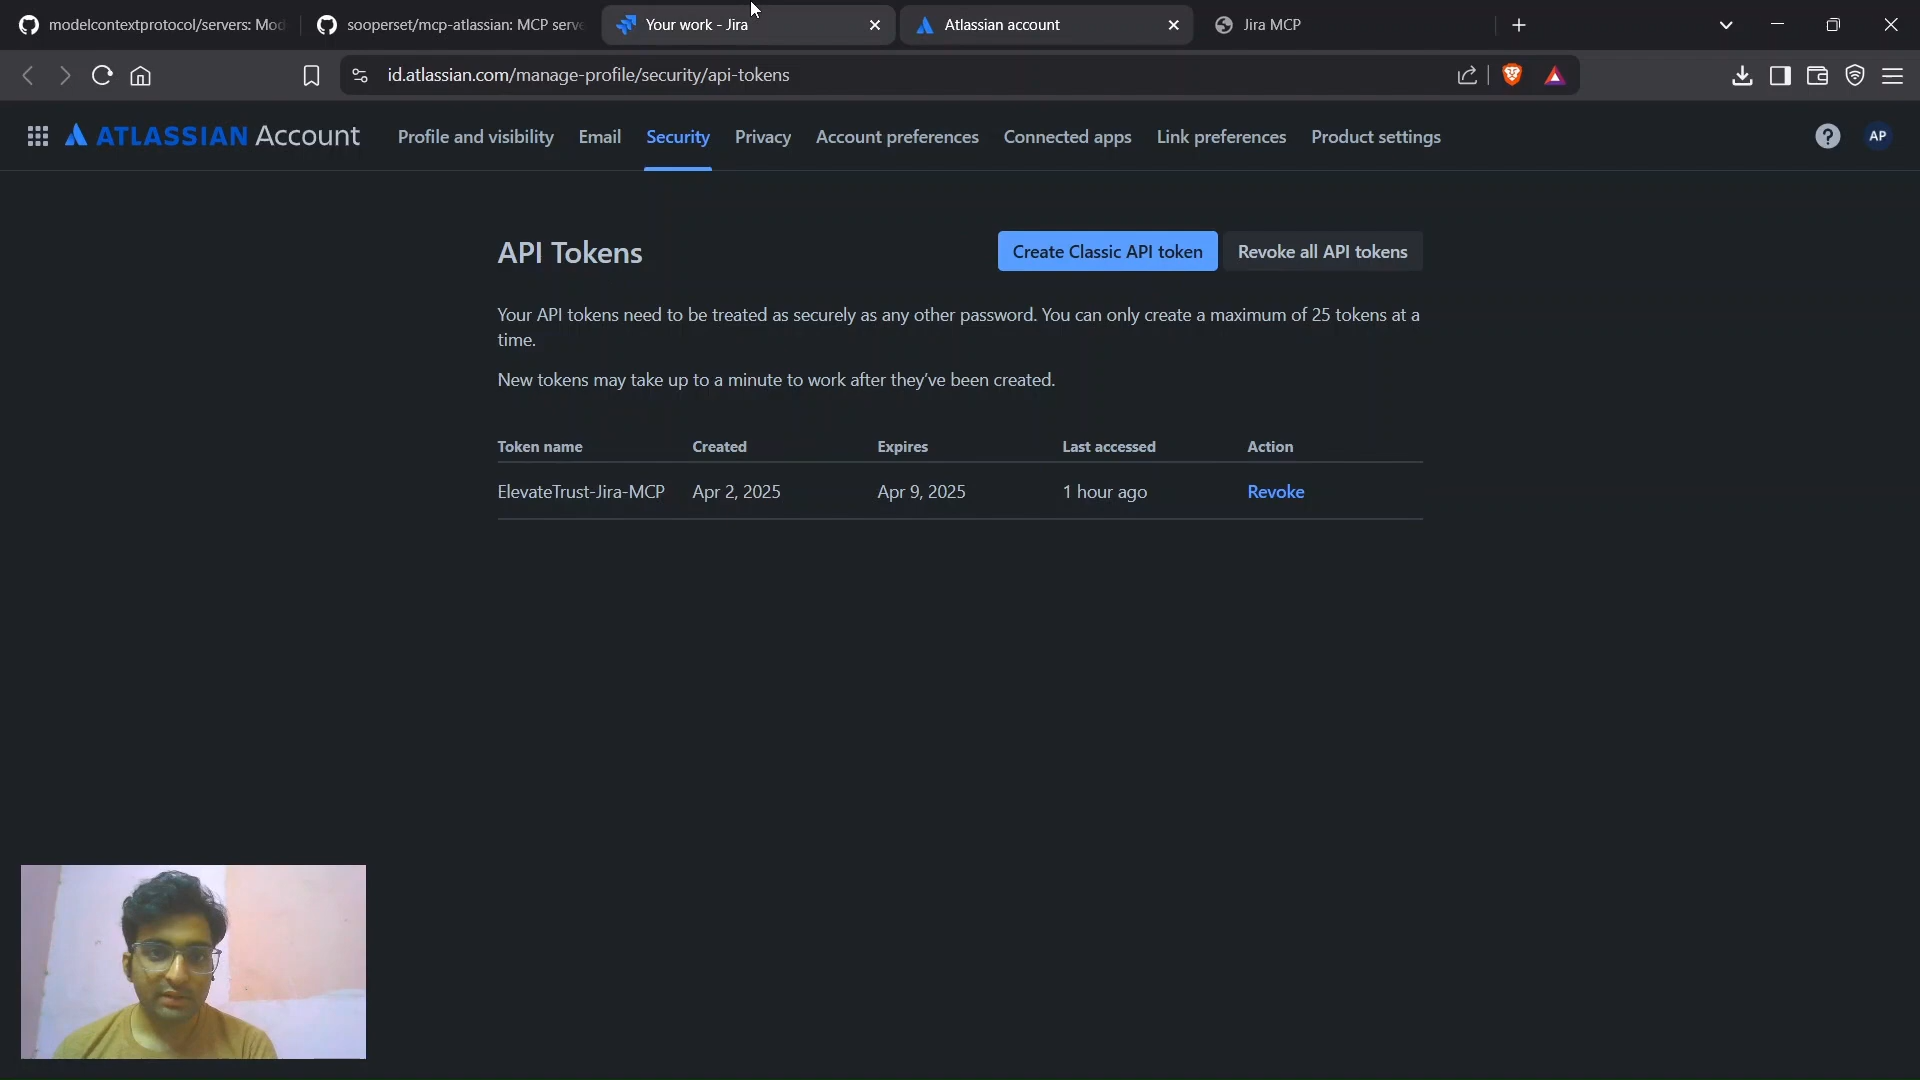 modelcontextprotocol/servers: Mod
sooperset/mcp-atlassian: MCP serve
Your work - Jira
Atlassian account
Jira MCP
id.atlassian.com/manage-profile/security/api-tokens
ATLASSIAN Account
Profile and visibility
Email
Security
Privacy
Account preferences
Connected apps
Link preferences
Product settings
AP
API Tokens
Create Classic API token
Revoke all API tokens
Your API tokens need to be treated as securely as any other password. You can only create a maximum of 25 tokens at a
time.
New tokens may take up to a minute to work after they've been created.
Token name Created Expires Last accessed Action
ElevateTrust-Jira-MCP Apr 2, 2025 Apr 9, 2025 1 hour ago Revoke